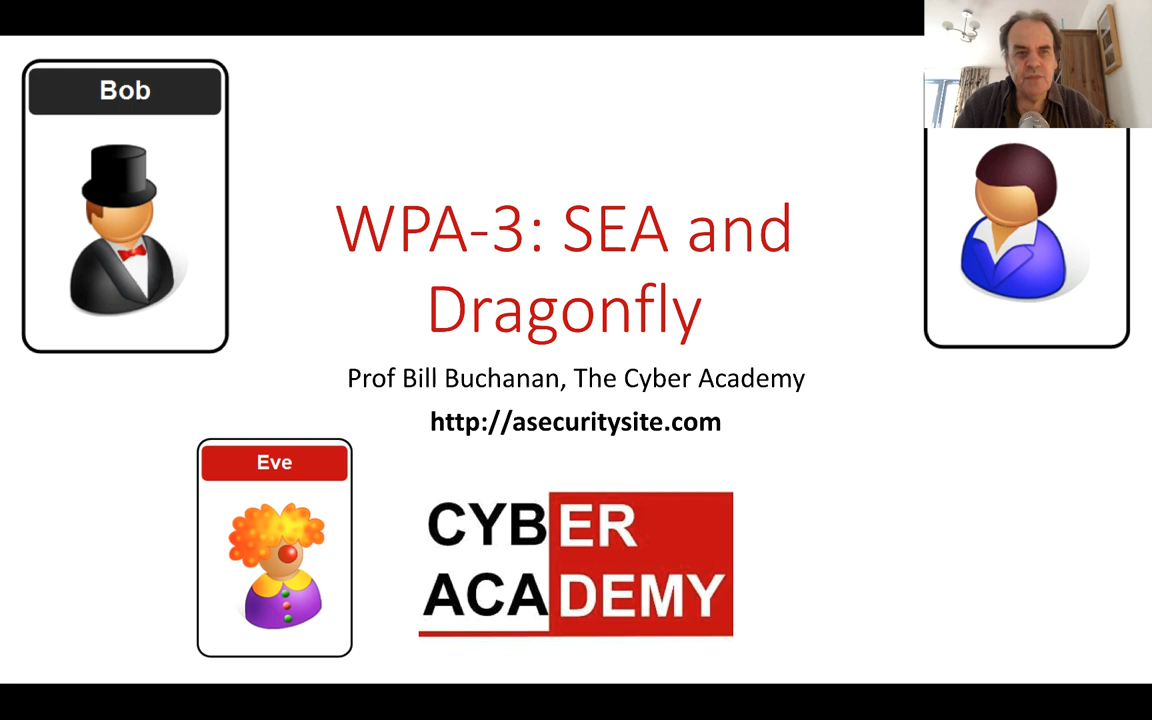 Bob
WPA-3: SEA and
Dragonfly
Prof Bill Buchanan, The Cyber Academy
http://asecuritysite.com
Eve
CYBER
ACADEMY